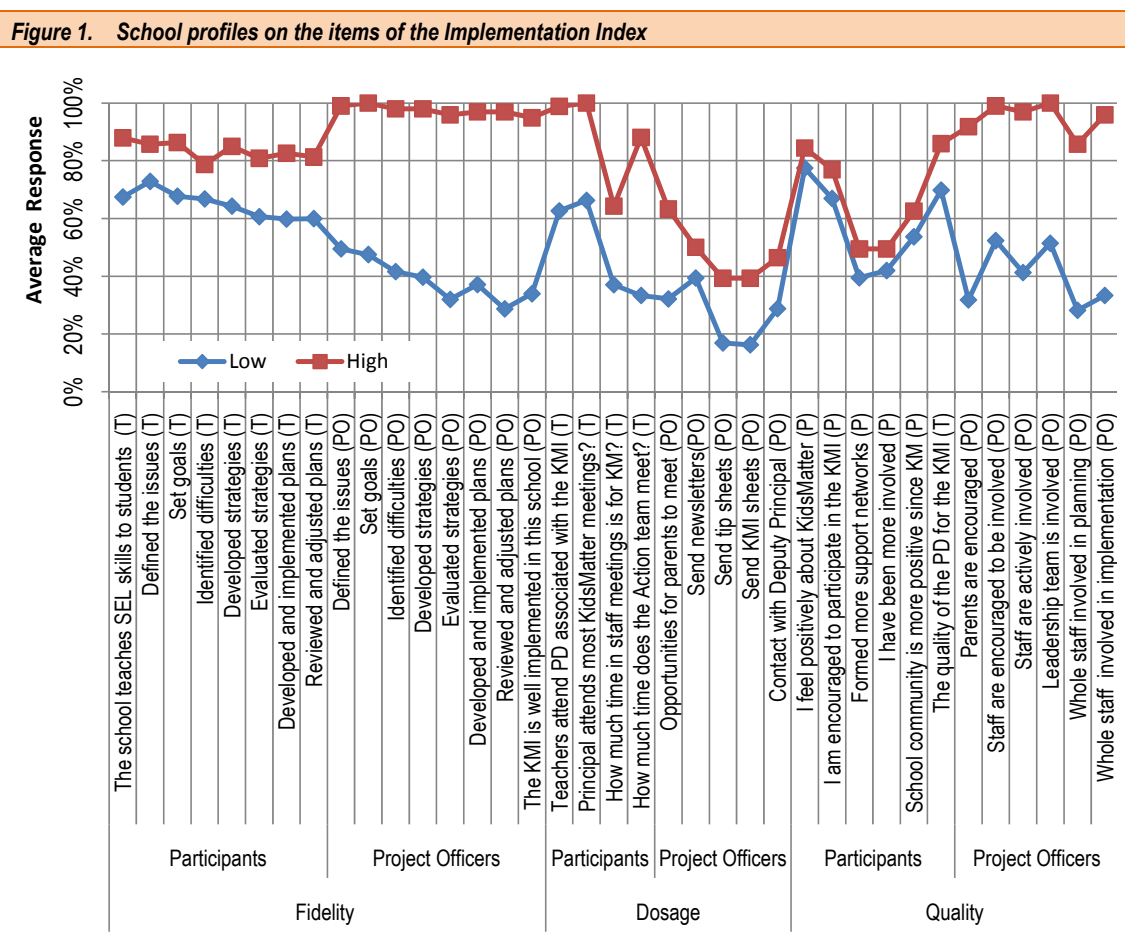 Figure 1. School profiles on the items of the Implementation Index
Average Response
100%
80%
60%
40%
20%
0%
Low
High
The school teaches SEL skills to students (T)
Defined the issues (T)
Set goals (T)
Identified difficulties (T)
Developed strategies (T)
Evaluated strategies (T)
Developed and implemented plans (T)
Reviewed and adjusted plans (T)
Defined the issues (PO)
Set goals (PO)
Identified difficulties (PO)
Developed strategies (PO)
Evaluated strategies (PO)
Developed and implemented plans (PO)
Reviewed and adjusted plans (PO)
The KMI is well implemented in this school (PO)
Teachers attend PD associated with the KMI (T)
Principal attends most KidsMatter meetings? (T)
How much time in staff meetings is for KM? (T)
How much time does the Action team meet? (T)
Opportunities for parents to meet (PO)
Send newsletters(PO)
Send tip sheets (PO)
Send KMI sheets (PO)
Contact with Deputy Principal (PO)
I feel positively about KidsMatter (P)
I am encouraged to participate in the KMI (P)
Formed more support networks (P)
I have been more involved (P)
School community is more positive since KM (P)
The quality of the PD for the KMI (T)
Parents are encouraged (PO)
Staff are encouraged to be involved (PO)
Staff are actively involved (PO)
Leadership team is involved (PO)
Whole staff involved in planning (PO)
Whole staff involved in implementation (PO)
Participants
Project Officers
Participants
Project Officers
Participants
Project Officers
Fidelity
Dosage
Quality